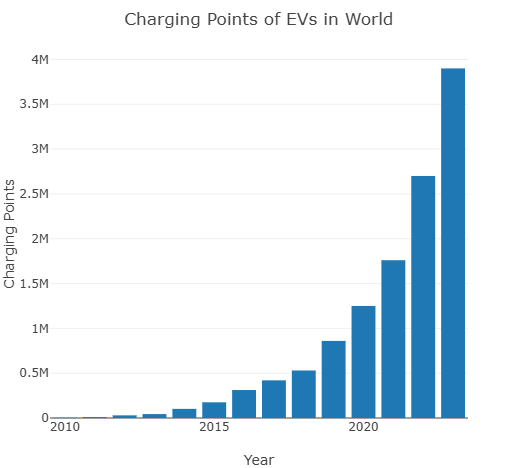 Charging Points of EVs in World
4M
3.5M
3M
2.5M
2M
1.5M
1M
0.5M
0
Charging Points
2010 2015 2020
Year